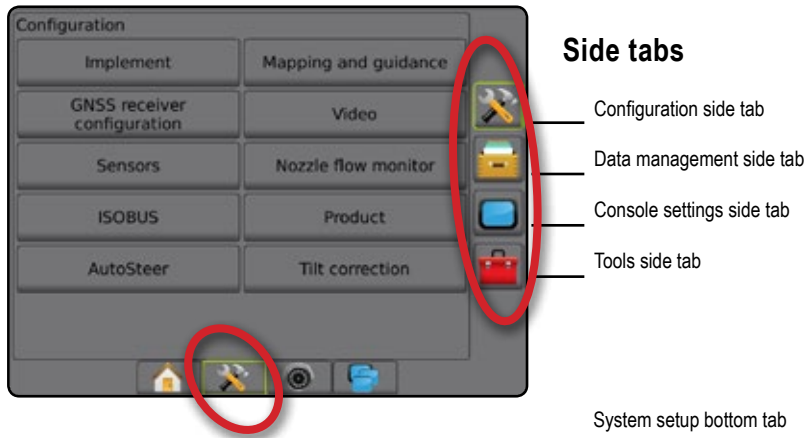 Configuration
Implement
Mapping and guidance
GNSS receiver
configuration
Video
Sensors
Nozzle flow monitor
ISOBUS
Product
AutoSteer
Tilt correction
Side tabs
Configuration side tab
Data management side tab
Console settings side tab
Tools side tab
System setup bottom tab